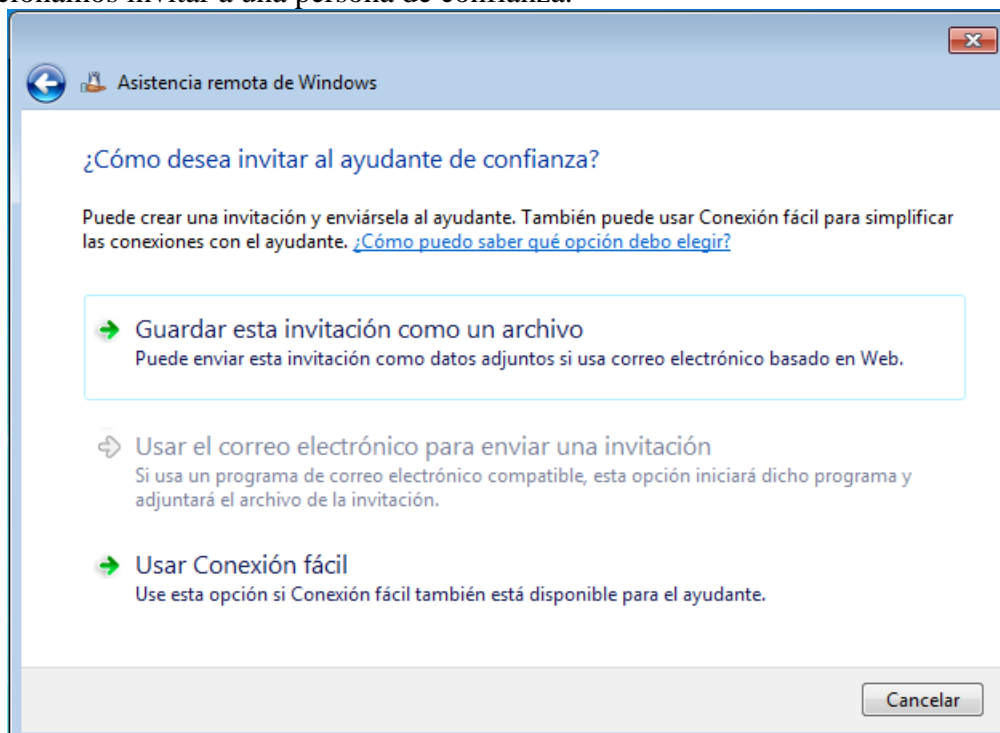 invitar a una persona de confianza.
Asistencia remota de Windows
¿Cómo desea invitar al ayudante de confianza?
Puede crear una invitación y enviársela al ayudante. También puede usar Conexión fácil para simplificar
las conexiones con el ayudante. ¿Cómo puedo saber qué opción debo elegir?
Guardar esta invitación como un archivo
Puede enviar esta invitación como datos adjuntos si usa correo electrónico basado en Web.
Usar el correo electrónico para enviar una invitación
Si usa un programa de correo electrónico compatible, esta opción iniciará dicho programa y
adjuntará el archivo de la invitación.
Usar Conexión fácil
Use esta opción si Conexión fácil también está disponible para el ayudante.
Cancelar